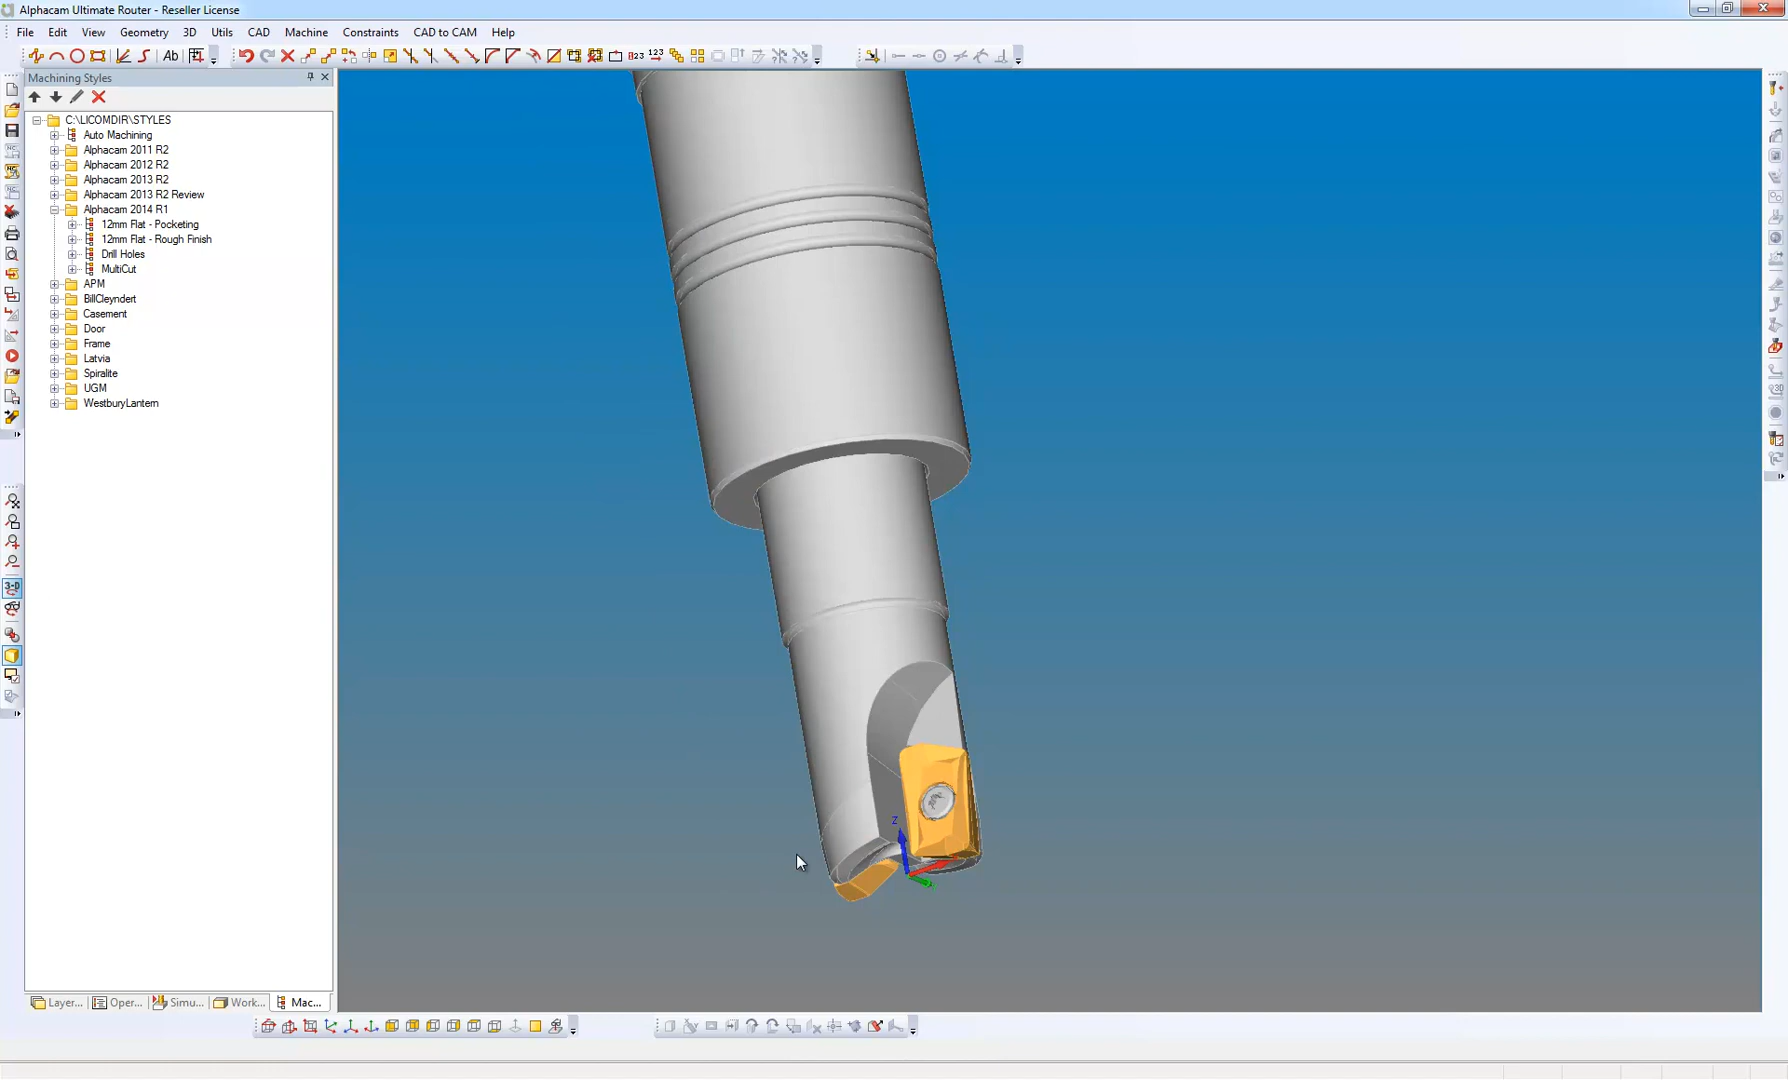 Alphacam Ultimate Router - Reseller License
File Edit View Geometry 3D Utils CAD Machine Constraints CAD to CAM Help
Ab
123
Machining Styles
C:\LICOMDIR\STYLES
Auto Machining
Alphacam 2011 R2
Alphacam 2012 R2
Alphacam 2013 R2
Alphacam 2013 R2 Review
Alphacam 2014 R1
12mm Flat - Pocketing
12mm Flat - Rough Finish
Drill Holes
MultiCut
APM
BillCleyndert
Casement
Door
Frame
Latvia
Spiralite
UGM
WestburyLantern
3-D
Z
Layer... Oper... Simu... Work... Mac...